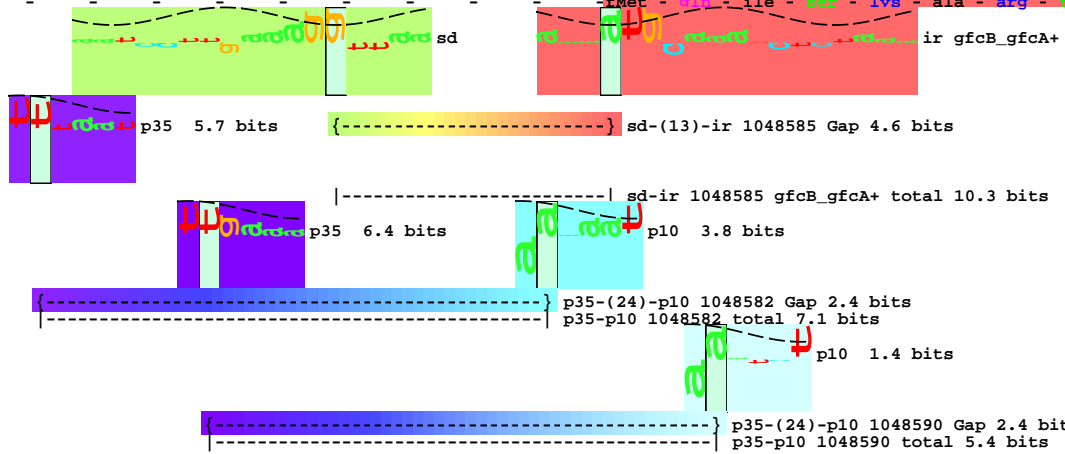 - - - - - - - - - - fMet - gln - ile - ser - lys - ala - arg -
sd
ir gfcB_gfcA+
p35 5.7 bits
{-------------------------} sd-(13)-ir 1048585 Gap 4.6 bits
|-------------------------| sd-ir 1048585 gfcB_gfcA+ total 10.3 bits
p35 6.4 bits
p10 3.8 bits
{-----------------------------------------------} p35-(24)-p10 1048582 Gap 2.4 bits
|-----------------------------------------------| p35-p10 1048582 total 7.1 bits
p10 1.4 bits
{-----------------------------------------------} p35-(24)-p10 1048590 Gap 2.4 bit
|-----------------------------------------------| p35-p10 1048590 total 5.4 bits